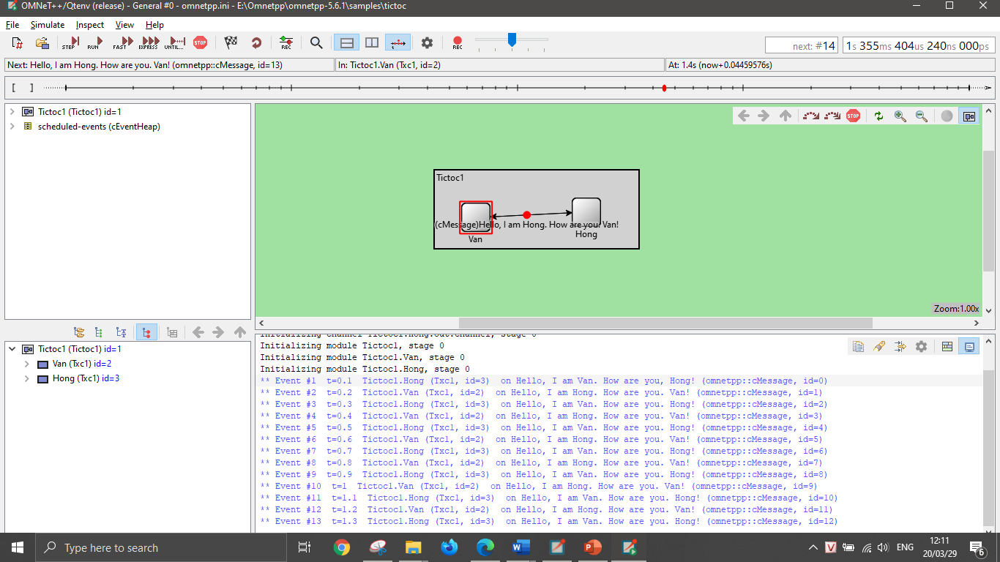 OMNeT++/Qtenv (release) - General #0 - omnetpp.ini - E:\Omnetpp\omnetpp-5.6.1\samples\tictoc
File Simulate Inspect View Help
STEP RUN FAST EXPRESS UNTIL... STOP REC REC next: #14 1s 355ms 404us 240ns 000ps
Next: Hello, I am Hong. How are you. Van! (omnetpp::cMessage, id=13) In: Tictoc1.Van (Txc1, id=2) At: 1.4s (now+0.04459576s)
[ ]
Tictoc1 (Tictoc1) id=1
scheduled-events (cEventHeap)
STOP
Tictoc1
(cMessage)Hello, I am Hong. How are you. Van!
Van
Hong
Zoom:1.00x
Tictoc1 (Tictoc1) id=1
Van (Txc1) id=2
Hong (Txc1) id=3
Initializing channel Tictoc1.Hong.out.channel, stage 0
Initializing module Tictoc1, stage 0
Initializing module Tictoc1.Van, stage 0
Initializing module Tictoc1.Hong, stage 0
** Event #1 t=0.1 Tictoc1.Hong (Txc1, id=3) on Hello, I am Van. How are you, Hong! (omnetpp::cMessage, id=0)
** Event #2 t=0.2 Tictoc1.Van (Txc1, id=2) on Hello, I am Hong. How are you. Van! (omnetpp::cMessage, id=1)
** Event #3 t=0.3 Tictoc1.Hong (Txc1, id=3) on Hello, I am Van. How are you. Hong! (omnetpp::cMessage, id=2)
** Event #4 t=0.4 Tictoc1.Van (Txc1, id=2) on Hello, I am Hong. How are you. Van! (omnetpp::cMessage, id=3)
** Event #5 t=0.5 Tictoc1.Hong (Txc1, id=3) on Hello, I am Van. How are you. Hong! (omnetpp::cMessage, id=4)
** Event #6 t=0.6 Tictoc1.Van (Txc1, id=2) on Hello, I am Hong. How are you. Van! (omnetpp::cMessage, id=5)
** Event #7 t=0.7 Tictoc1.Hong (Txc1, id=3) on Hello, I am Van. How are you. Hong! (omnetpp::cMessage, id=6)
** Event #8 t=0.8 Tictoc1.Van (Txc1, id=2) on Hello, I am Hong. How are you. Van! (omnetpp::cMessage, id=7)
** Event #9 t=0.9 Tictoc1.Hong (Txc1, id=3) on Hello, I am Van. How are you. Hong! (omnetpp::cMessage, id=8)
** Event #10 t=1 Tictoc1.Van (Txc1, id=2) on Hello, I am Hong. How are you. Van! (omnetpp::cMessage, id=9)
** Event #11 t=1.1 Tictoc1.Hong (Txc1, id=3) on Hello, I am Van. How are you. Hong! (omnetpp::cMessage, id=10)
** Event #12 t=1.2 Tictoc1.Van (Txc1, id=2) on Hello, I am Hong. How are you. Van! (omnetpp::cMessage, id=11)
** Event #13 t=1.3 Tictoc1.Hong (Txc1, id=3) on Hello, I am Van. How are you. Hong! (omnetpp::cMessage, id=12)
Type here to search
ENG
12:11
20/03/29
6